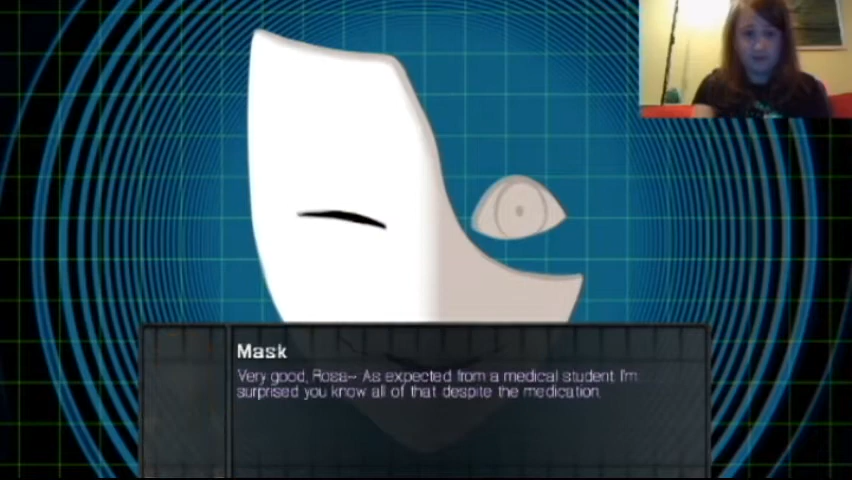 Mask
Very good, Rosa~ As expected from a medical student. I'm
surprised you know all of that despite the medication.